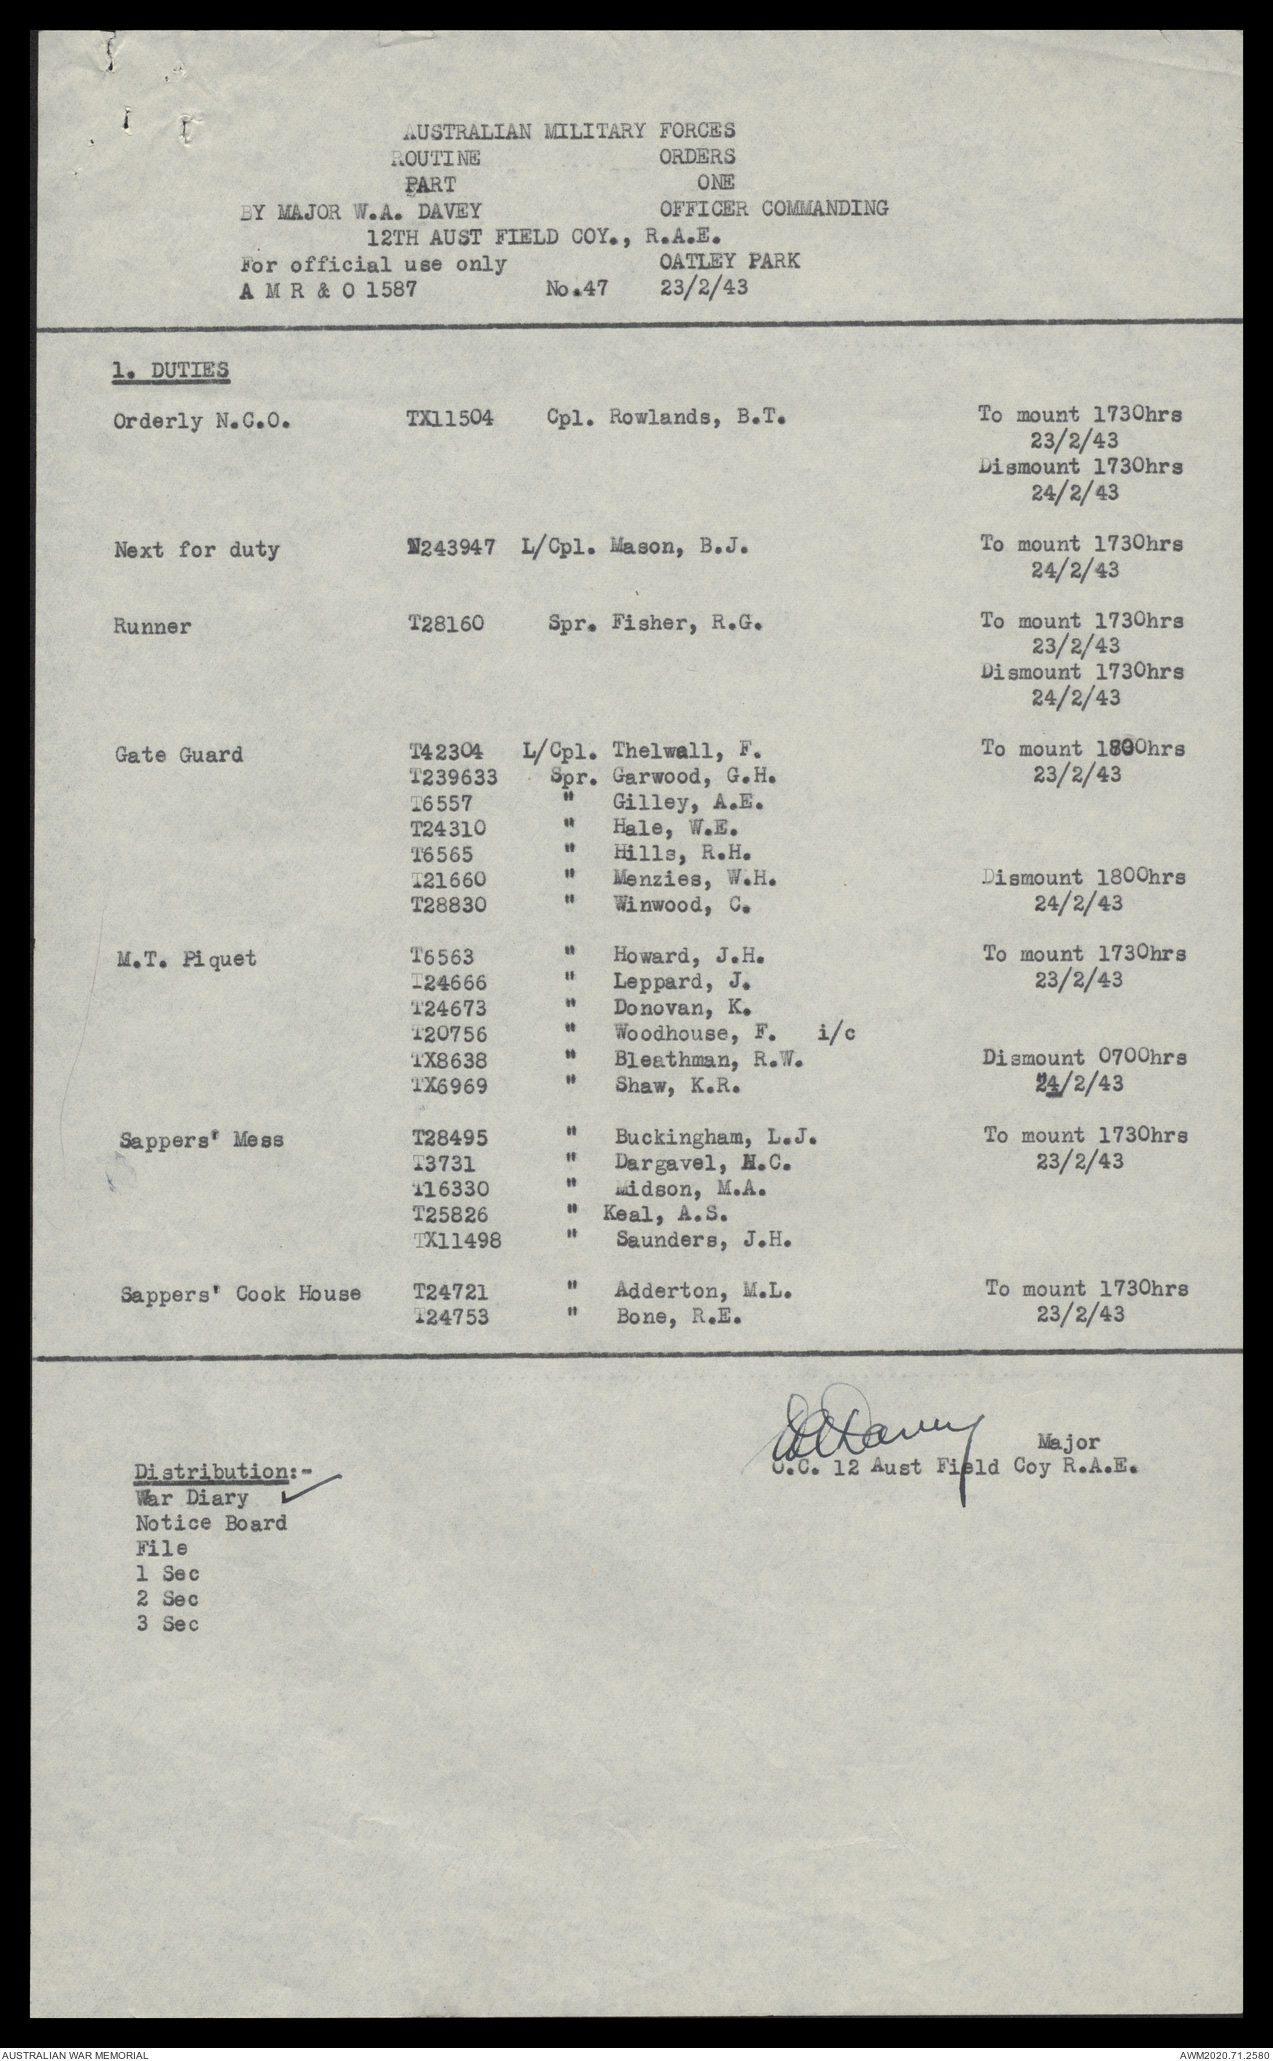 AUSTRALIAN MILITARY FORCES
ROUTINE ORDERS
PART ONE
BY MAJOR W.A. DAVEY OFFICER COMMANDING
12TH AUST FIELD COY., R.A.E.
For official use only OATLEY PARK
A M R & O 1587 No.47 23/2/43
1. DUTIES
Orderly N.C.O. TX11504 Cpl. Rowlands, B.T. To mount 1730hrs
23/2/43
Dismount 1730hrs
24/2/43
Next for duty N243947 L/Cpl. Mason, B.J. To mount 1730hrs
24/2/43
Runner T28160 Spr. Fisher, R.G. To mount 1730hrs
23/2/43
Dismount 1730hrs
24/2/43
Gate Guard T42304 L/Cpl. Thelwall, F. To mount 1800hrs
T239633 Spr. Garwood, G.H. 23/2/43
T6557 " Gilley, A.E.
T24310 " Hale, W.E.
T6565 " Hills, R.H.
T21660 " Menzies, W.H. Dismount 1800hrs
T28830 " Winwood, C. 24/2/43
M.T. Piquet T6563 " Howard, J.H. To mount 1730hrs
T24666 " Leppard, J. 23/2/43
T24673 " Donovan, K.
T20756 " Woodhouse, F. i/c
TX8638 " Bleathman, R.W. Dismount 0700hrs
TX6969 " Shaw, K.R. 24/2/43
Sappers' Mess T28495 " Buckingham, L.J. To mount 1730hrs
T3731 " Dargavel, H.C. 23/2/43
T16330 " Midson, M.A.
T25826 " Keal, A.S.
TX11498 " Saunders, J.H.
Sappers' Cook House T24721 " Adderton, M.L. To mount 1730hrs
T24753 " Bone, R.E. 23/2/43
WADavey Major
O.C. 12 Aust Field Coy R.A.E.
Distribution:-
War Diary ✓
Notice Board
File
1 Sec
2 Sec
3 Sec
AUSTRALIAN WAR MEMORIAL AWM2020.71.2580